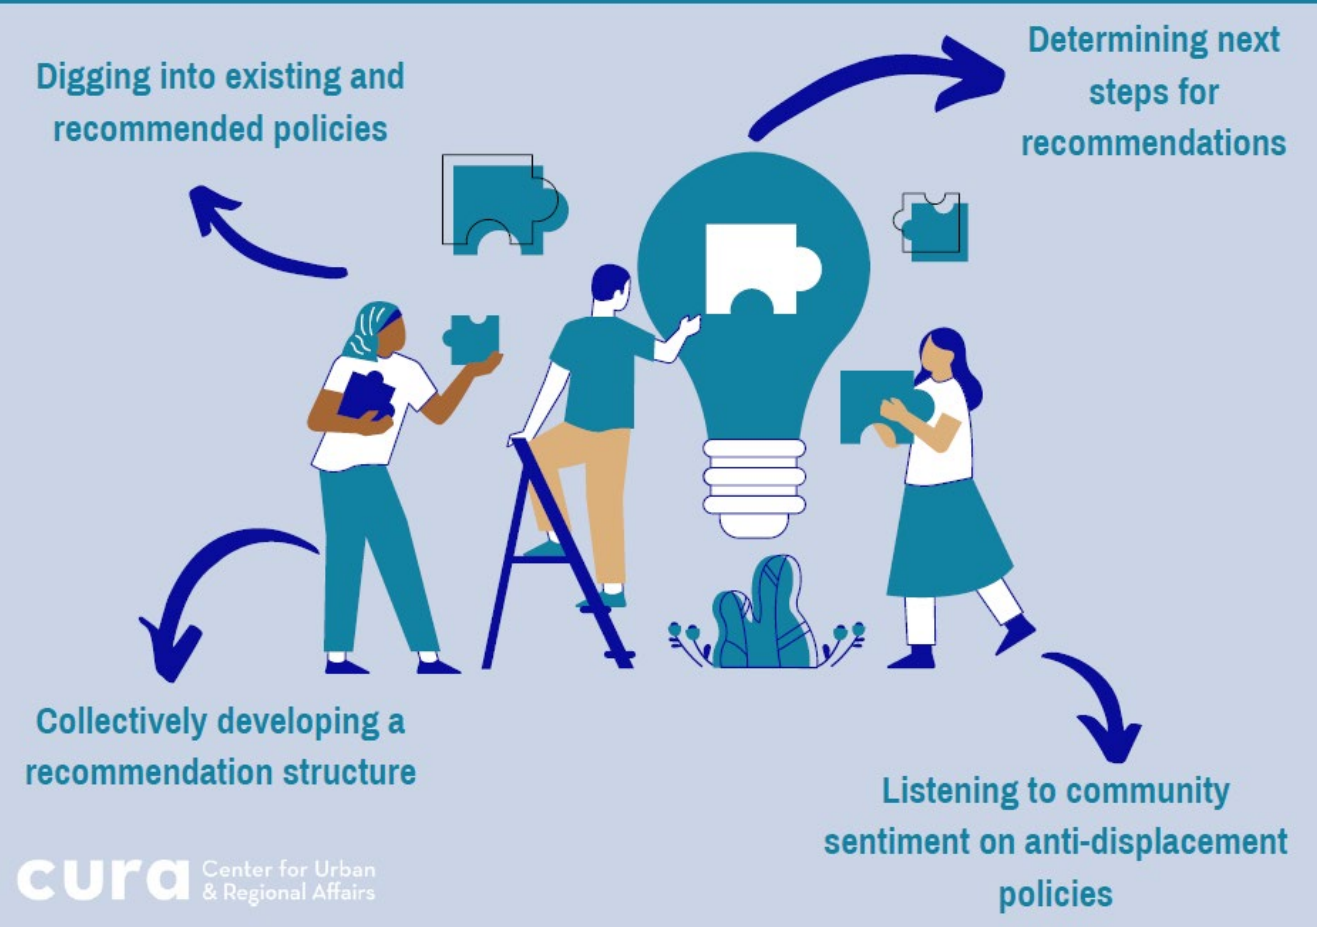 Digging into existing and
recommended policies
Determining next
steps for
recommendations
Collectively developing a
recommendation structure
Listening to community
sentiment on anti-displacement
policies
cura Center for Urban
& Regional Affairs